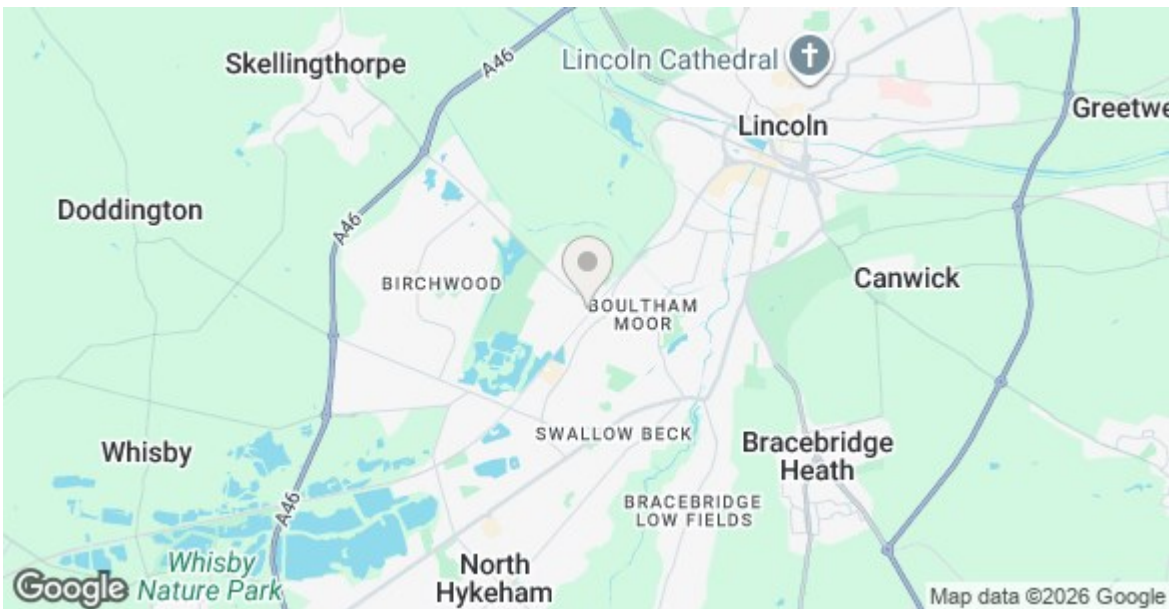 Skellingthorpe
A46
Lincoln Cathedral
Lincoln
Greetwe
Doddington
A46
BIRCHWOOD
Canwick
BOULTHAM
MOOR
Whisby
SWALLOW BECK
Bracebridge
Heath
A46
BRACEBRIDGE
LOW FIELDS
Whisby
Nature Park
North
Hykeham
Google
Map data ©2026 Google